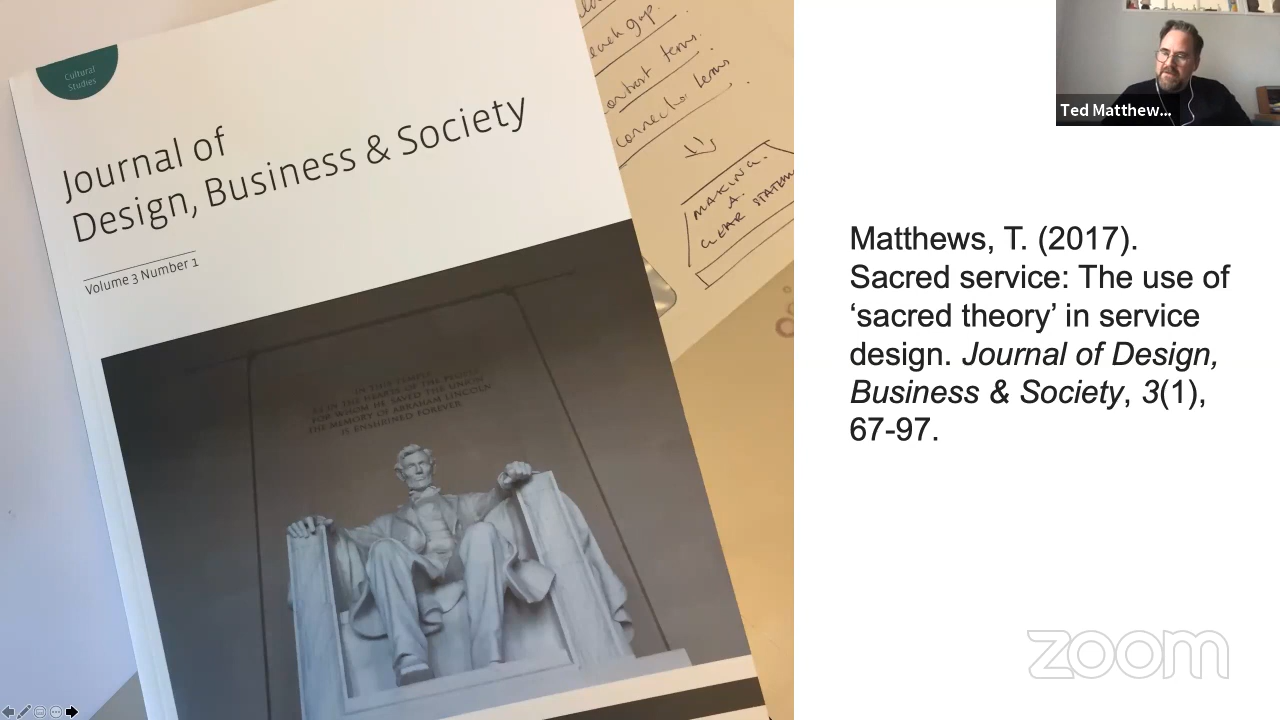 Cultural
Studies
Journal of
Design, Business & Society
Volume 3 Number 1
IN THIS TEMPLE
AS IN THE HEARTS OF THE PEOPLE
FOR WHOM HE SAVED THE UNION
THE MEMORY OF ABRAHAM LINCOLN
IS ENSHRINED FOREVER
gap.
terms.
connector terms
MAKING
A
CLEAR STATEM
Ted Matthew...
Matthews, T. (2017).
Sacred service: The use of
‘sacred theory’ in service
design. Journal of Design,
Business & Society, 3(1),
67-97.
zoom